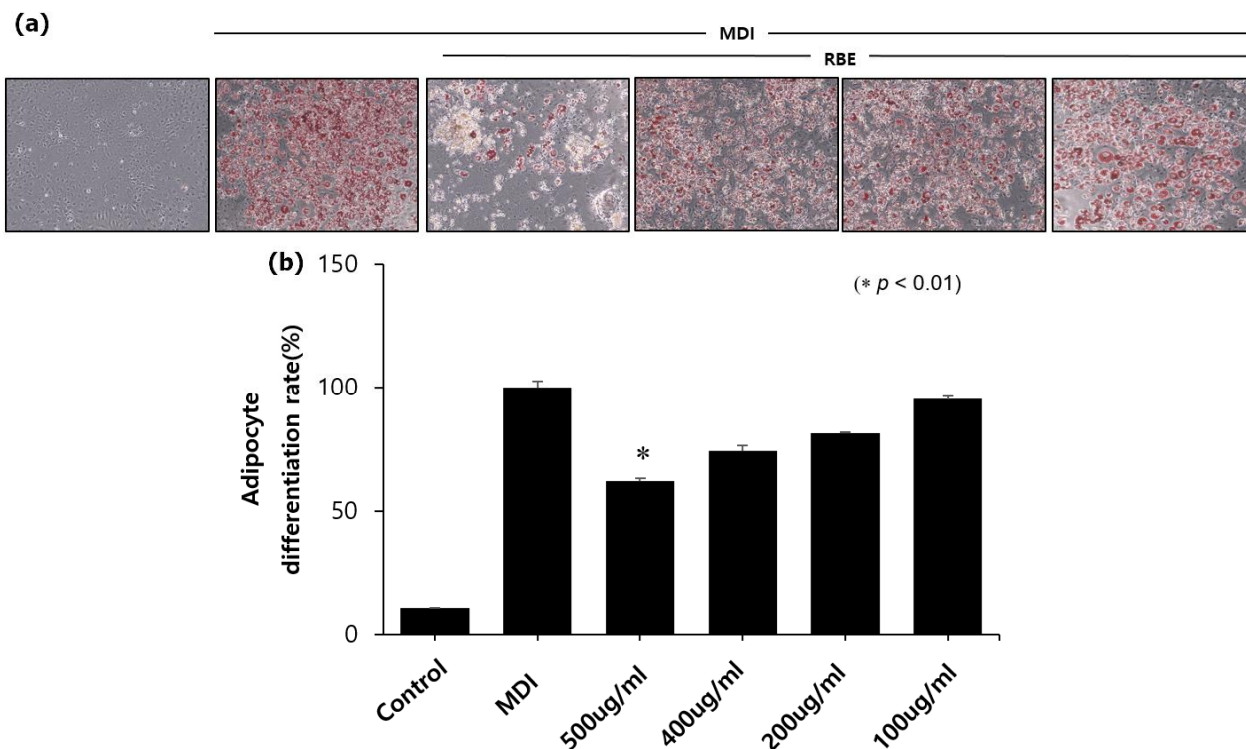 (a)
MDI
RBE
(b)
150
(* p < 0.01)
100
50
0
Adipocyte
differentiation rate(%)
*
Control
MDI
500ug/ml
400ug/ml
200ug/ml
100ug/ml